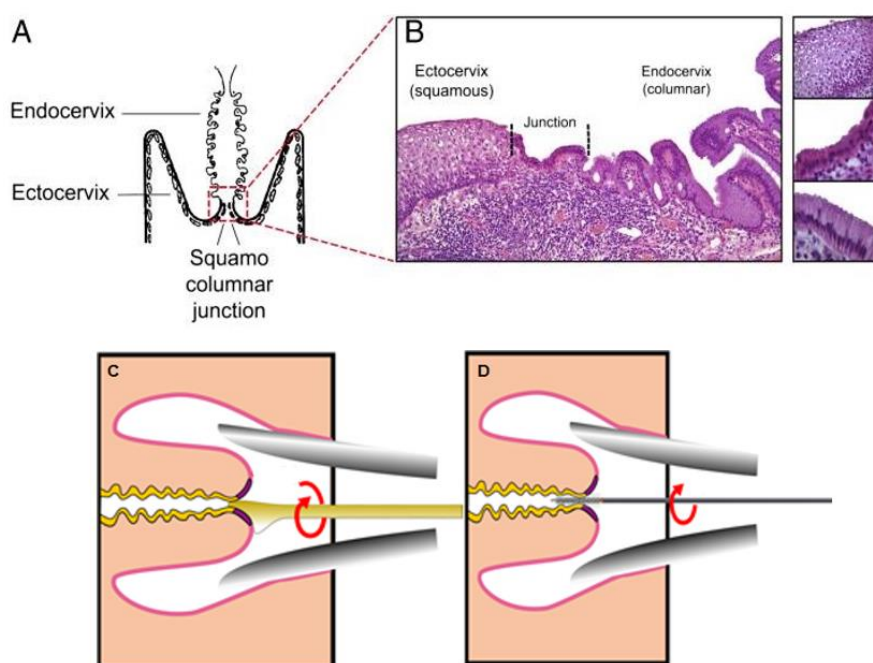 A
Endocervix
Ectocervix
Squamo
columnar
junction
B
Ectocervix
(squamous)
Junction
Endocervix
(columnar)
C
D